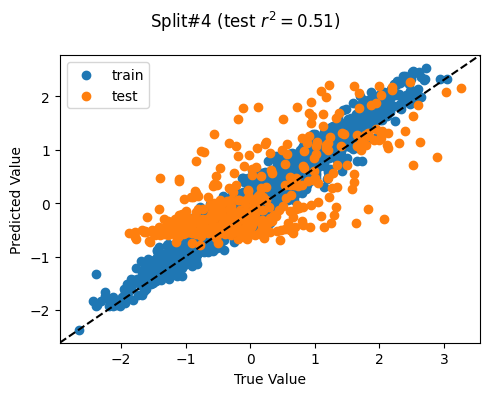 Split#4 (test r² = 0.51)
train
test
Predicted Value
2
1
0
−1
−2
−2
−1
0
1
2
3
True Value